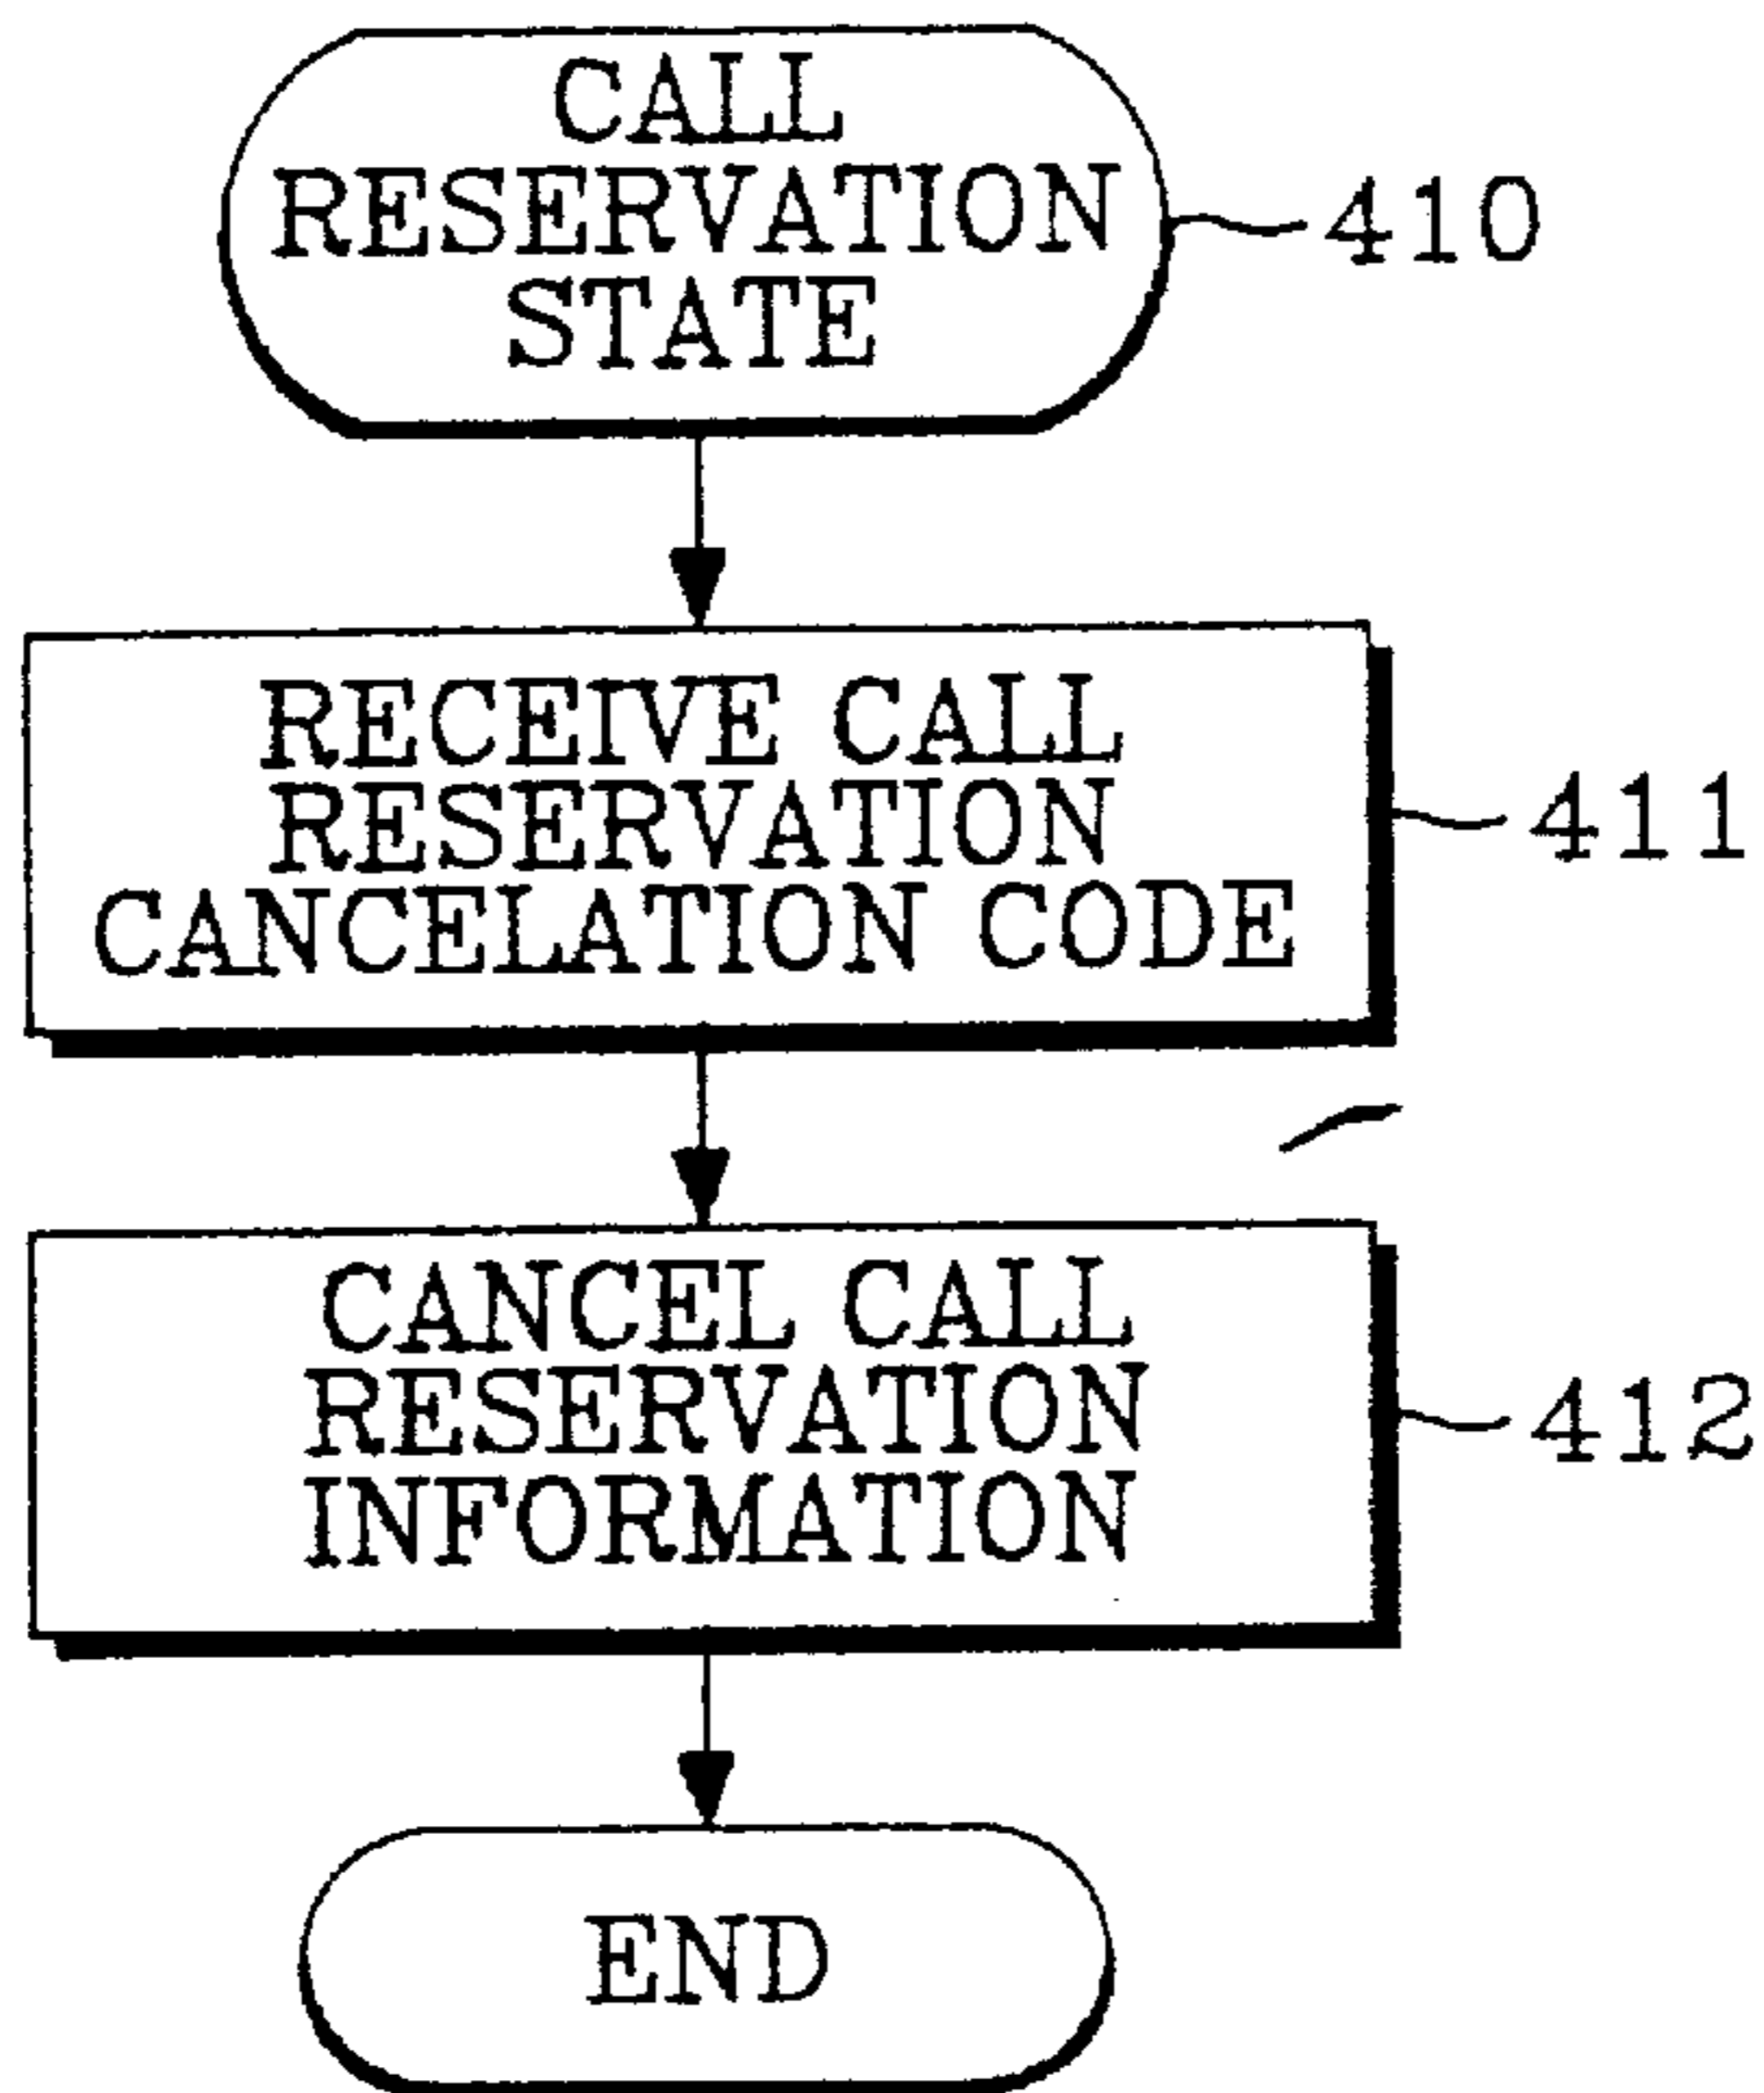 CALL
RESERVATION
STATE
410
RECEIVE CALL
RESERVATION
CANCELATION CODE
411
CANCEL CALL
RESERVATION
INFORMATION
412
END